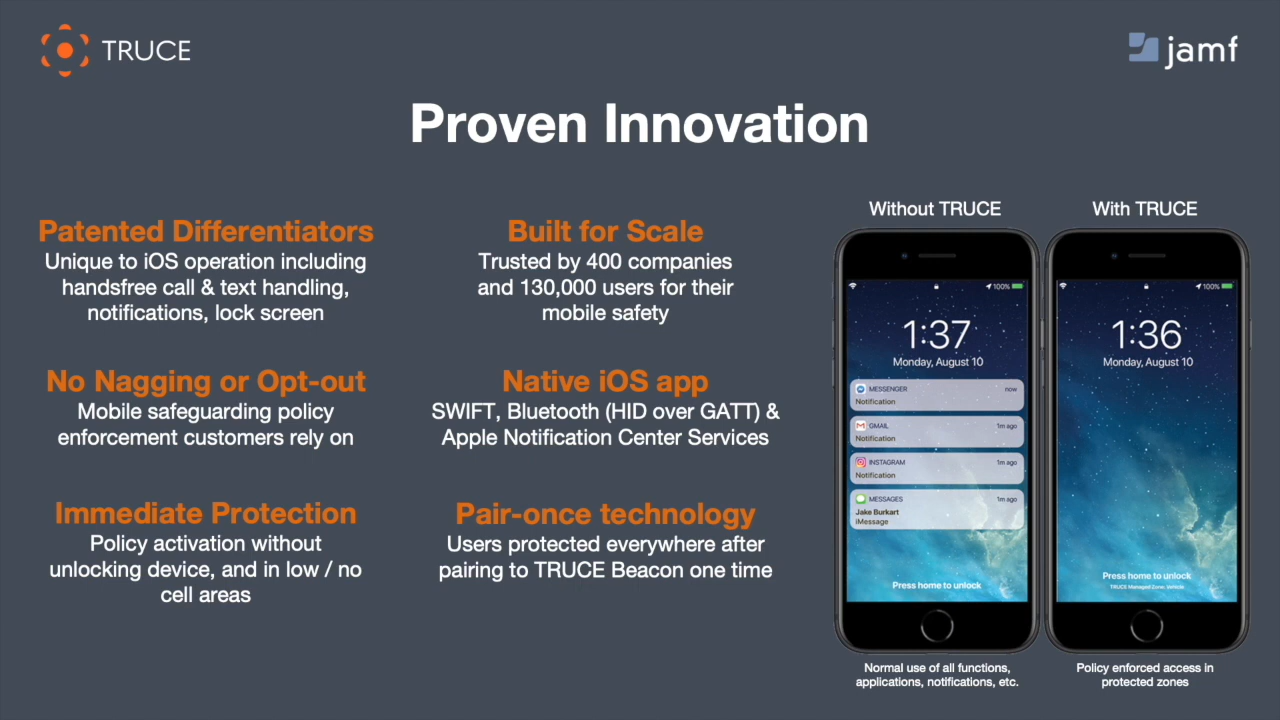 TRUCE
jamf
Proven Innovation
Patented Differentiators
Unique to iOS operation including
handsfree call & text handling,
notifications, lock screen
No Nagging or Opt-out
Mobile safeguarding policy
enforcement customers rely on
Immediate Protection
Policy activation without
unlocking device, and in low / no
cell areas
Built for Scale
Trusted by 400 companies
and 130,000 users for their
mobile safety
Native iOS app
SWIFT, Bluetooth (HID over GATT) &
Apple Notification Center Services
Pair-once technology
Users protected everywhere after
pairing to TRUCE Beacon one time
Without TRUCE
100%
1:37
Monday, August 10
MESSENGER now
Notification
GMAIL 1m ago
Notification
INSTAGRAM 1m ago
Notification
MESSAGES 1m ago
Jake Burkart
iMessage
Press home to unlock
Normal use of all functions,
applications, notifications, etc.
With TRUCE
100%
1:36
Monday, August 10
Press home to unlock
TRUCE Managed Zone: Vehicle
Policy enforced access in
protected zones